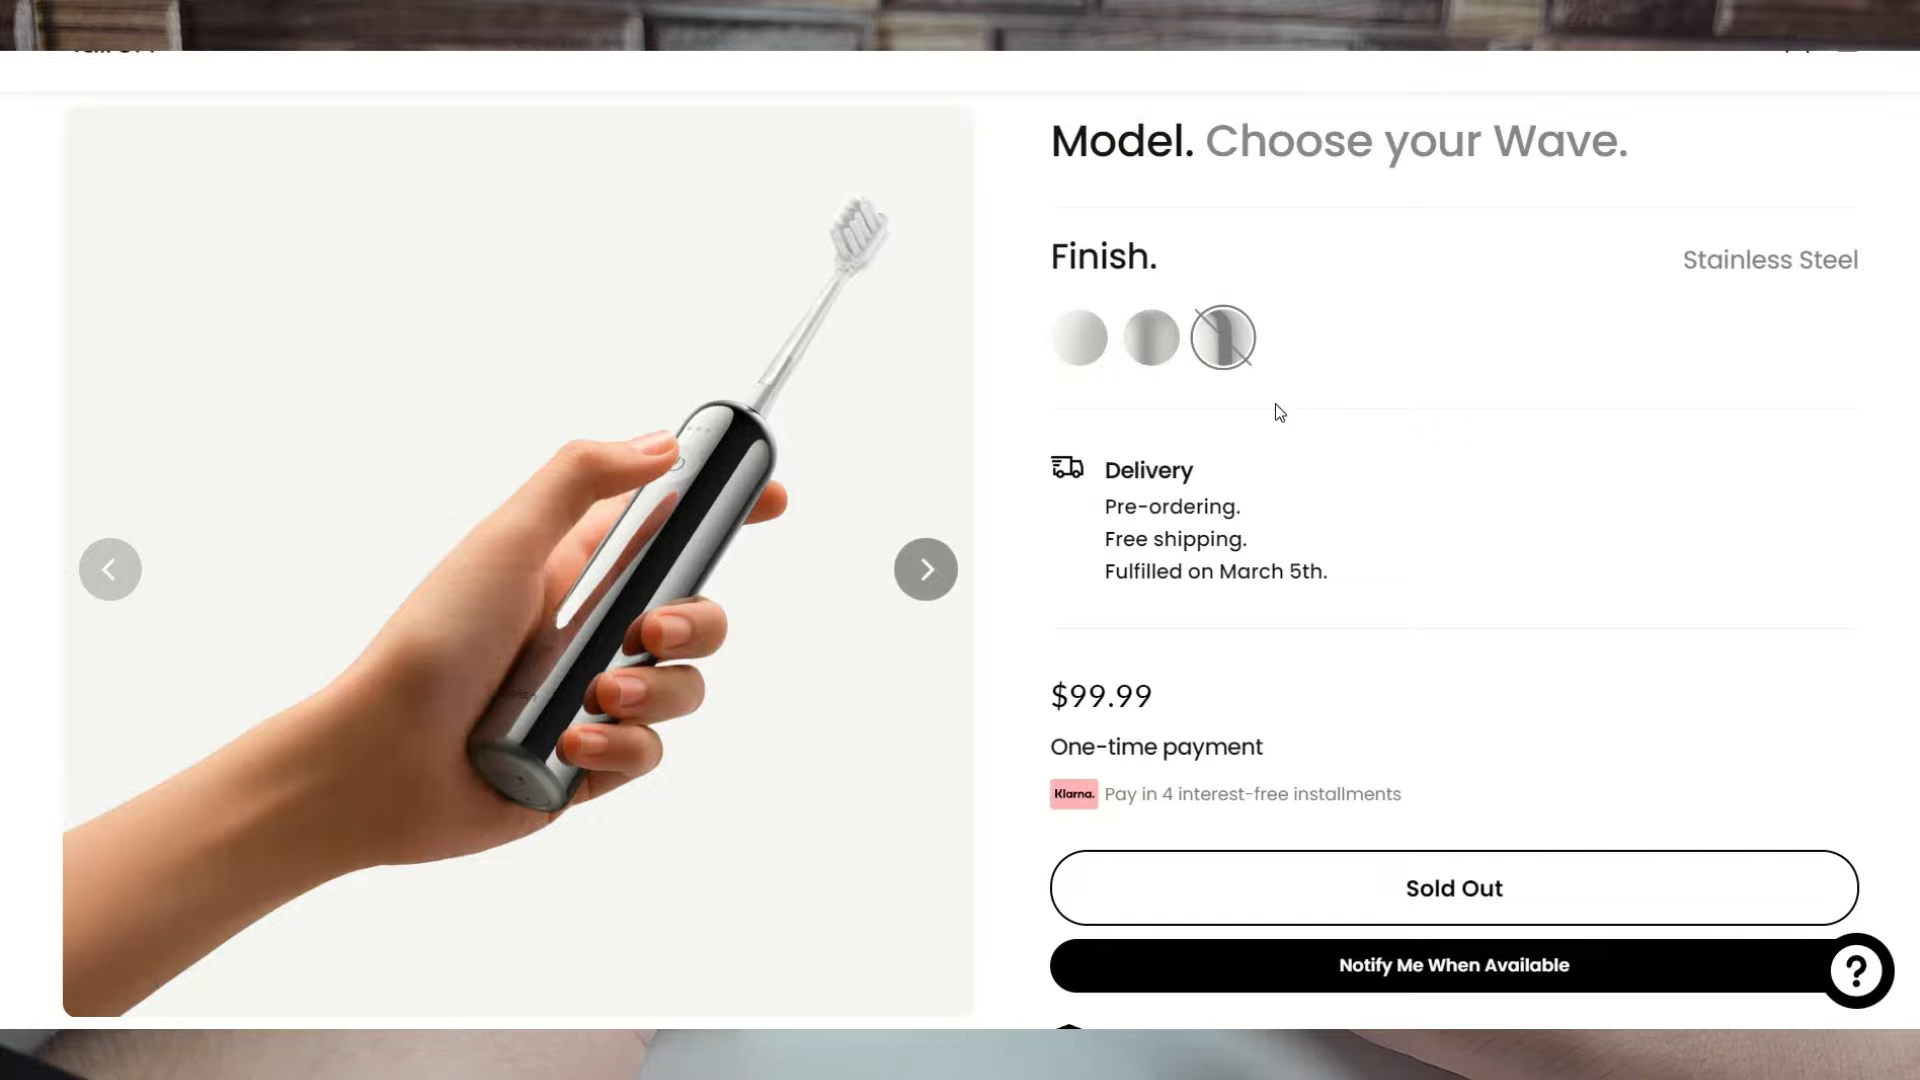 Model. Choose your Wave.
Finish.
Stainless Steel
Delivery
Pre-ordering.
Free shipping.
Fulfilled on March 5th.
$99.99
One-time payment
Klarna. Pay in 4 interest-free installments
Sold Out
Notify Me When Available
?